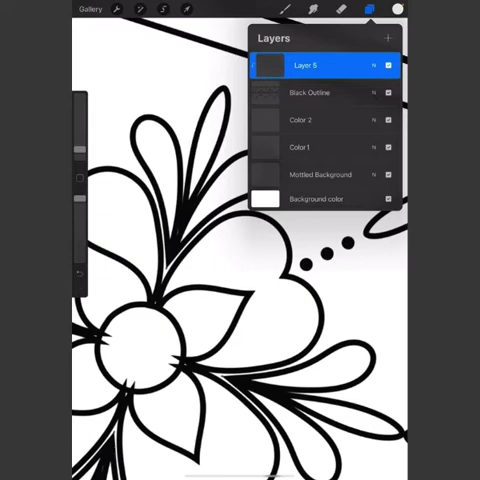 Gallery
Layers
Layer 5
N
Black Outline
N
Color 2
N
Color1
N
Mottled Background
N
Background color